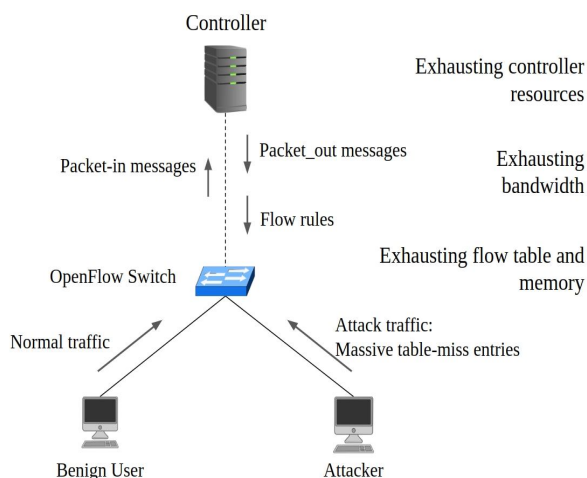 Controller
Exhausting controller
resources
Packet-in messages
Packet_out messages
Exhausting
bandwidth
Flow rules
OpenFlow Switch
Exhausting flow table and
memory
Normal traffic
Attack traffic:
Massive table-miss entries
Benign User
Attacker